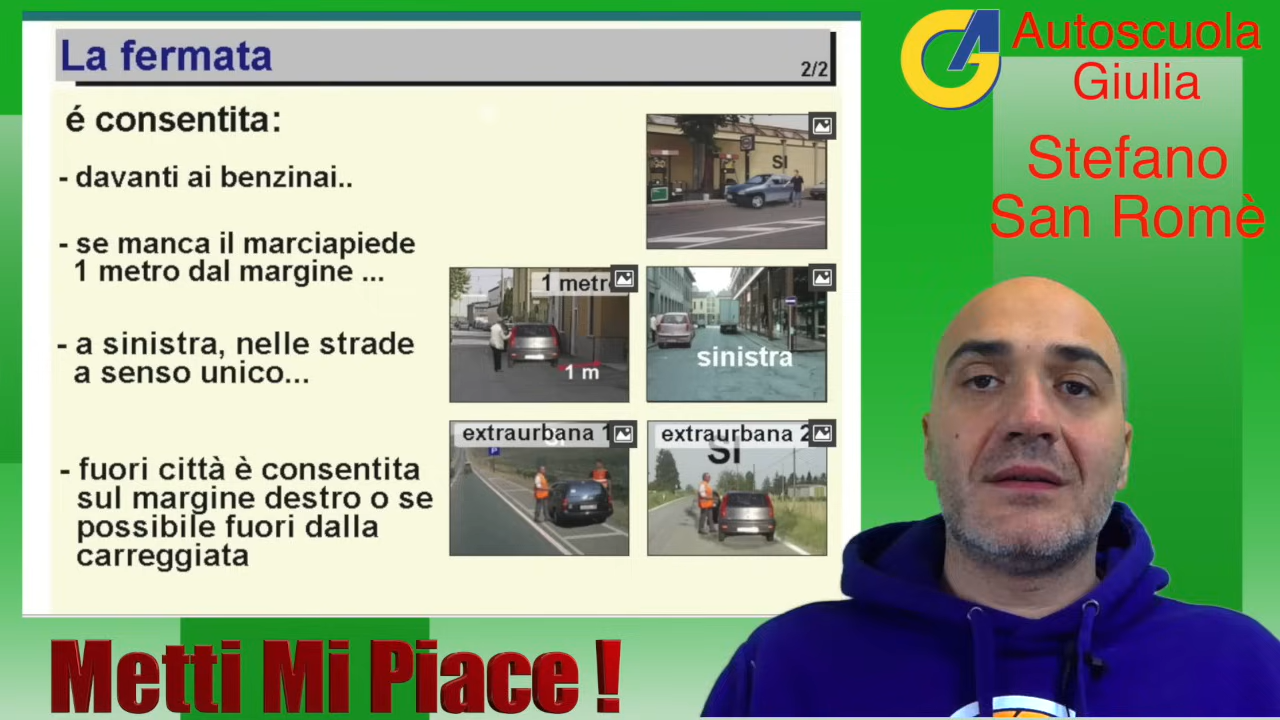 La fermata
2/2
é consentita:
- davanti ai benzinai..
SI
- se manca il marciapiede
1 metro dal margine ...
1 metr
1 m
sinistra
- a sinistra, nelle strade
a senso unico...
extraurbana 1
extraurbana 2
SI
P
- fuori città è consentita
sul margine destro o se
possibile fuori dalla
carreggiata
Autoscuola
Giulia
Stefano
San Romè
Metti Mi Piace !